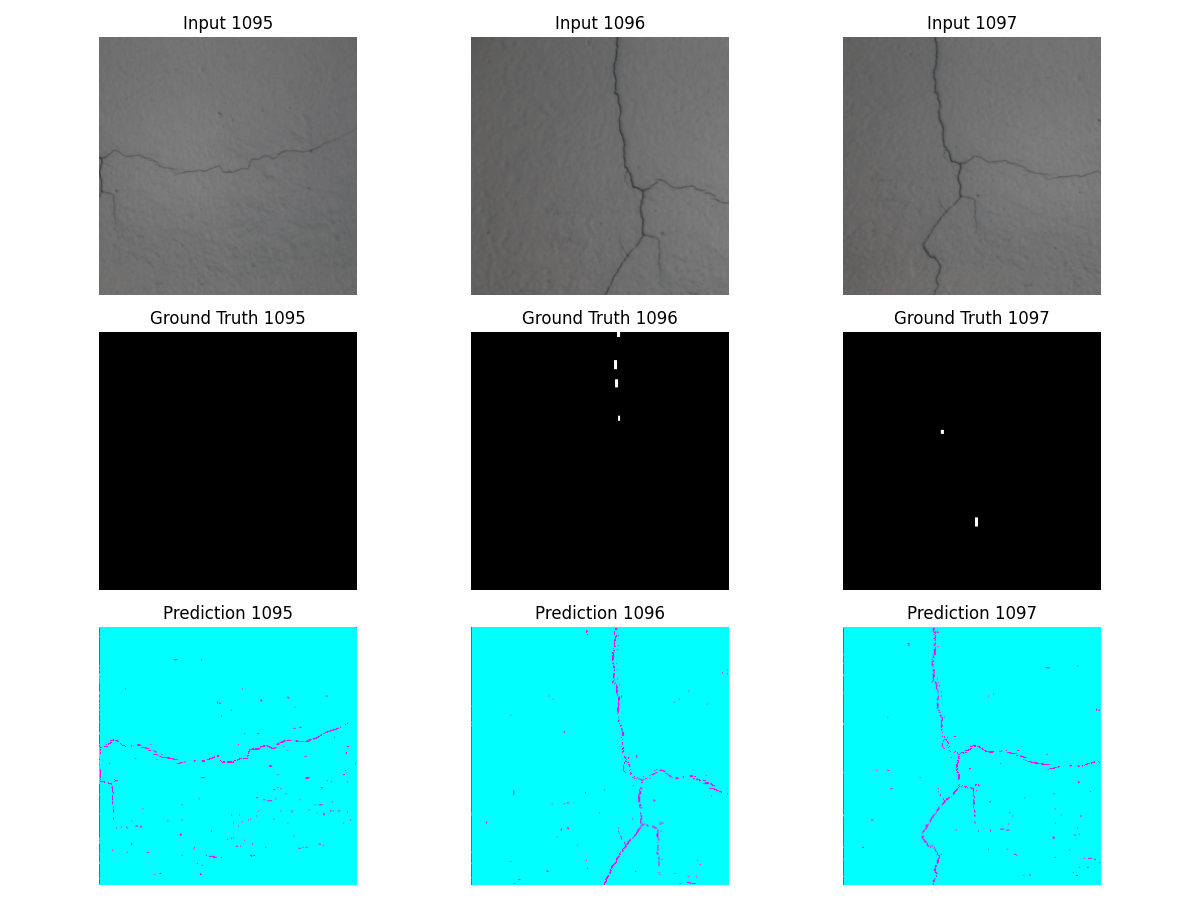 Input 1095
Input 1096
Input 1097
Ground Truth 1095
Ground Truth 1096
Ground Truth 1097
Prediction 1095
Prediction 1096
Prediction 1097